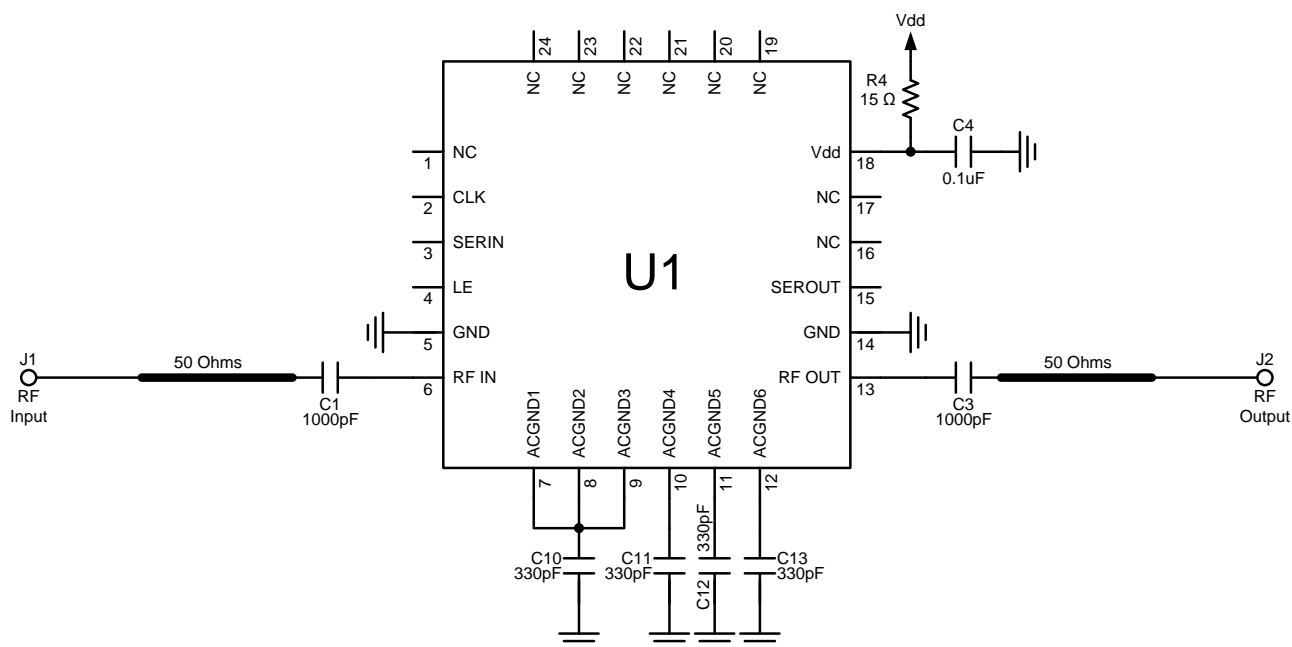 Vdd
24
23
22
21
20
19
NC
NC
NC
NC
NC
NC
R4
15 Ω
C4
0.1uF
1
NC
2
CLK
3
SERIN
4
LE
5
GND
6
RF IN
U1
Vdd
18
NC
17
NC
16
SEROUT
15
GND
14
RF OUT
13
J1
RF
Input
50 Ohms
C1
1000pF
C3
1000pF
50 Ohms
J2
RF
Output
ACGND1
ACGND2
ACGND3
ACGND4
ACGND5
ACGND6
7
8
9
10
11
12
C10
330pF
C11
330pF
330pF
C12
C13
330pF